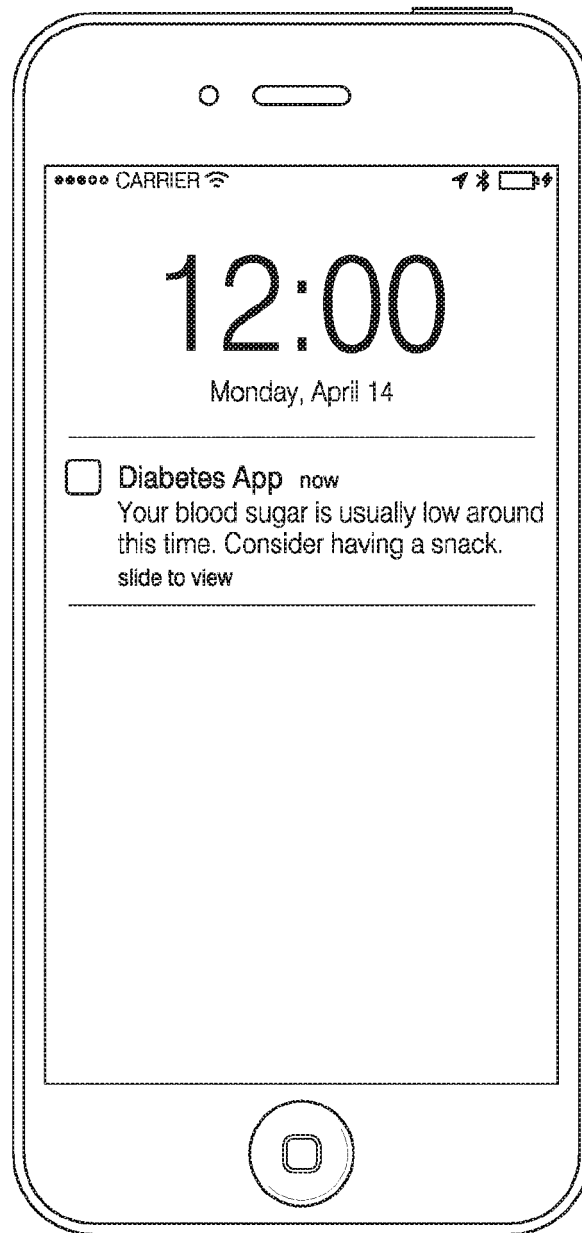 CARRIER
12:00
Monday, April 14
Diabetes App now
Your blood sugar is usually low around
this time. Consider having a snack.
slide to view